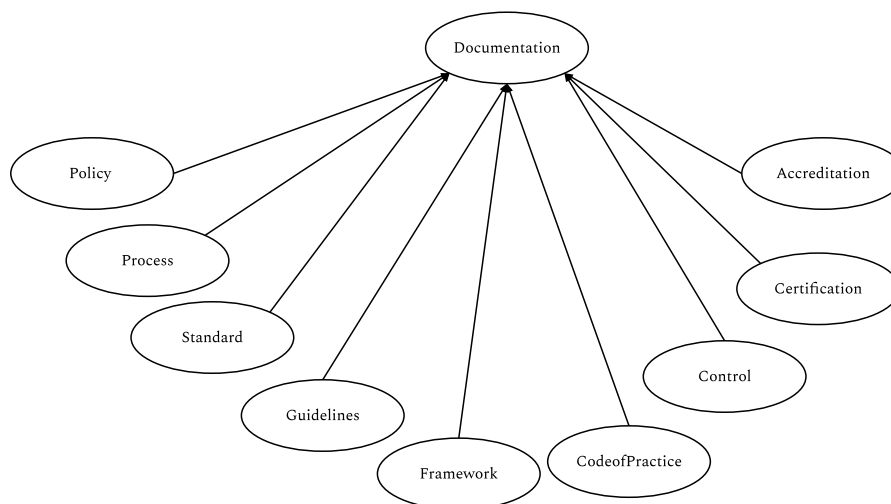 Documentation
Policy
Accreditation
Process
Certification
Standard
Control
Guidelines
CodeofPractice
Framework